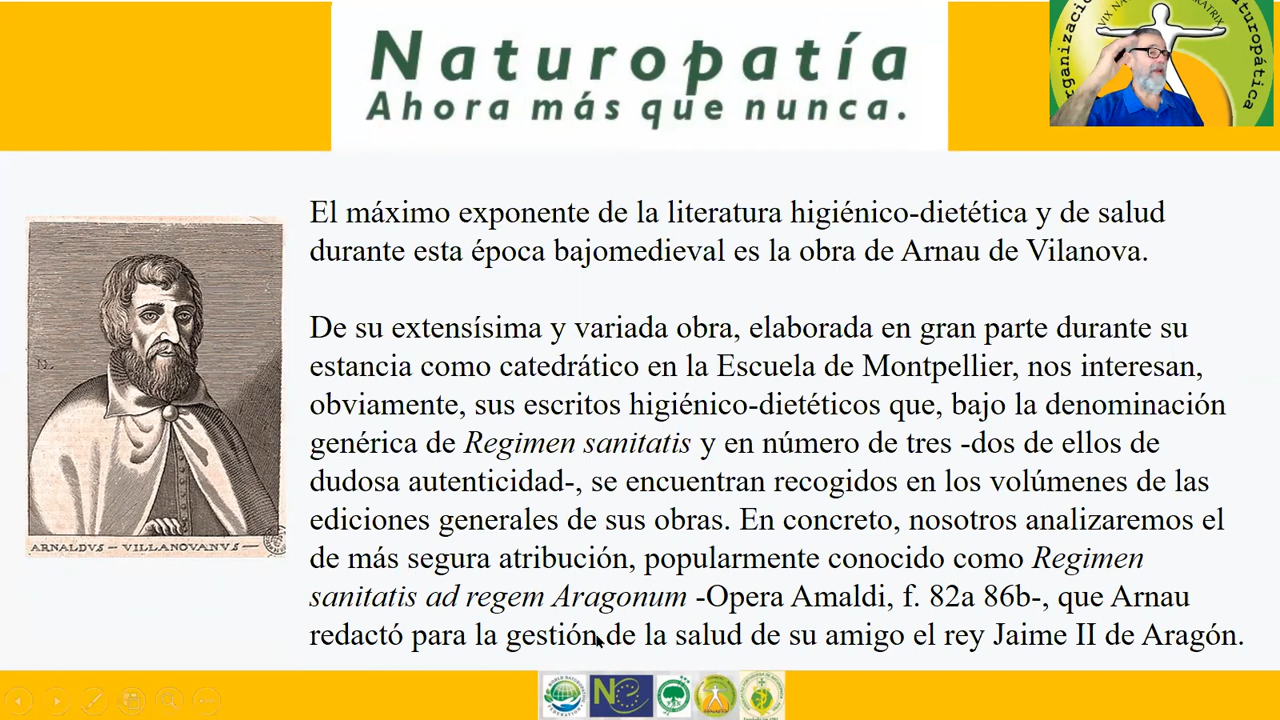 Naturopatía
Ahora más que nunca.
VIX NA
ATRIX
rganizació
aturopática
El máximo exponente de la literatura higiénico-dietética y de salud
durante esta época bajomedieval es la obra de Arnau de Vilanova.
De su extensísima y variada obra, elaborada en gran parte durante su
estancia como catedrático en la Escuela de Montpellier, nos interesan,
obviamente, sus escritos higiénico-dietéticos que, bajo la denominación
genérica de Regimen sanitatis y en número de tres -dos de ellos de
dudosa autenticidad-, se encuentran recogidos en los volúmenes de las
ediciones generales de sus obras. En concreto, nosotros analizaremos el
de más segura atribución, popularmente conocido como Regimen
sanitatis ad regem Aragonum -Opera Amaldi, f. 82a 86b-, que Arnau
redactó para la gestión de la salud de su amigo el rey Jaime II de Aragón.
ARNALDVS – VILLANOVANVS —